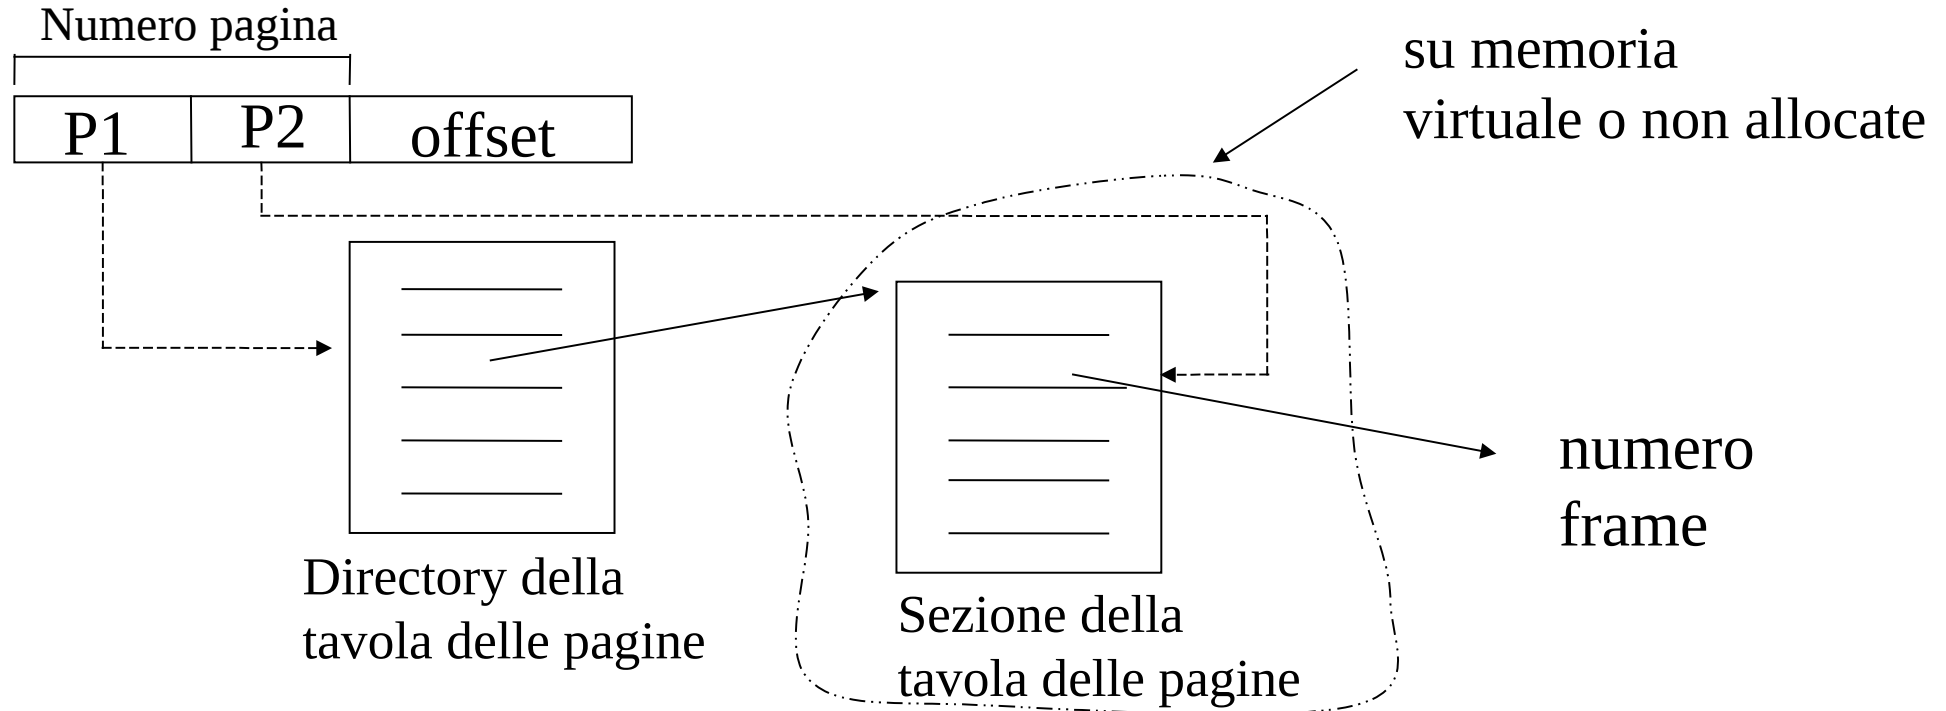 Numero pagina
su memoria
virtuale o non allocate
P1 P2 offset
numero
frame
Directory della
tavola delle pagine
Sezione della
tavola delle pagine